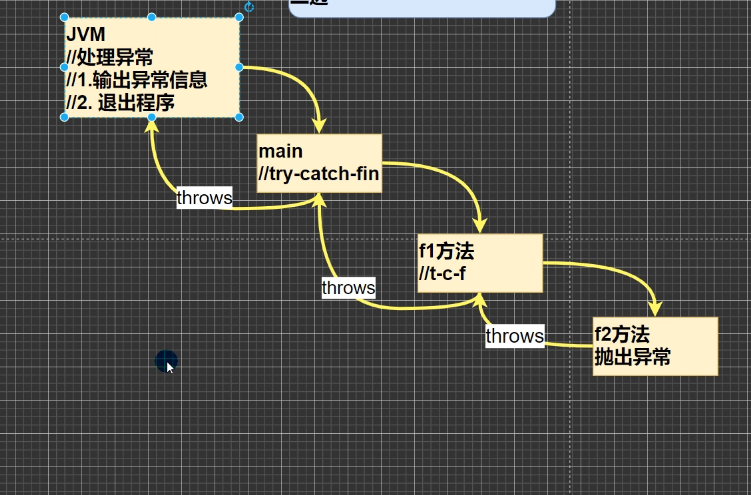 JVM
//处理异常
//1.输出异常信息
//2. 退出程序
main
//try-catch-fin
throws
f1方法
//t-c-f
throws
f2方法
抛出异常
throws